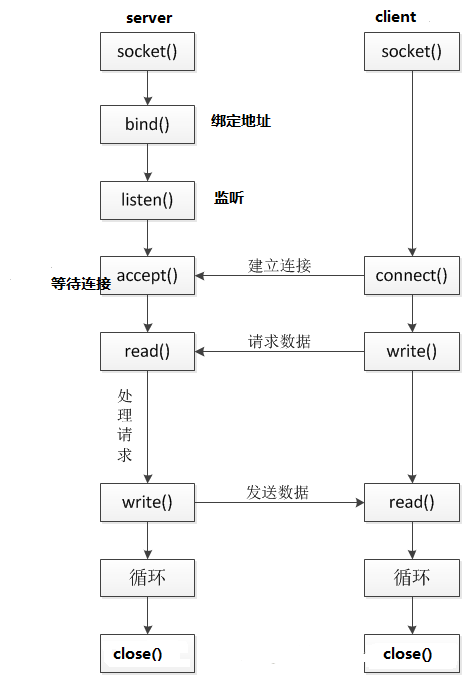 server
client
socket()
socket()
bind()
绑定地址
listen()
监听
等待连接
accept()
建立连接
connect()
read()
请求数据
write()
处
理
请
求
write()
发送数据
read()
循环
循环
close()
close()